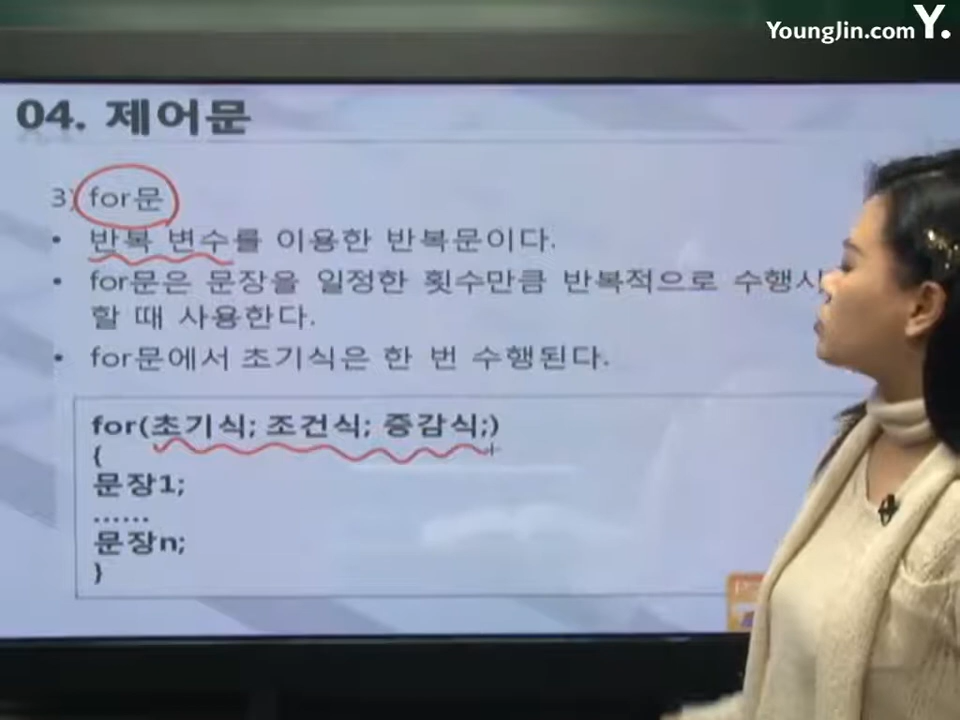 YoungJin.com Y.
04. 제어문
3) for문
• 반복 변수를 이용한 반복문이다.
• for문은 문장을 일정한 횟수만큼 반복적으로 수행시
할 때 사용한다.
• for문에서 초기식은 한 번 수행된다.
for(초기식; 조건식; 증감식;)
{
문장1;
......
문장n;
}